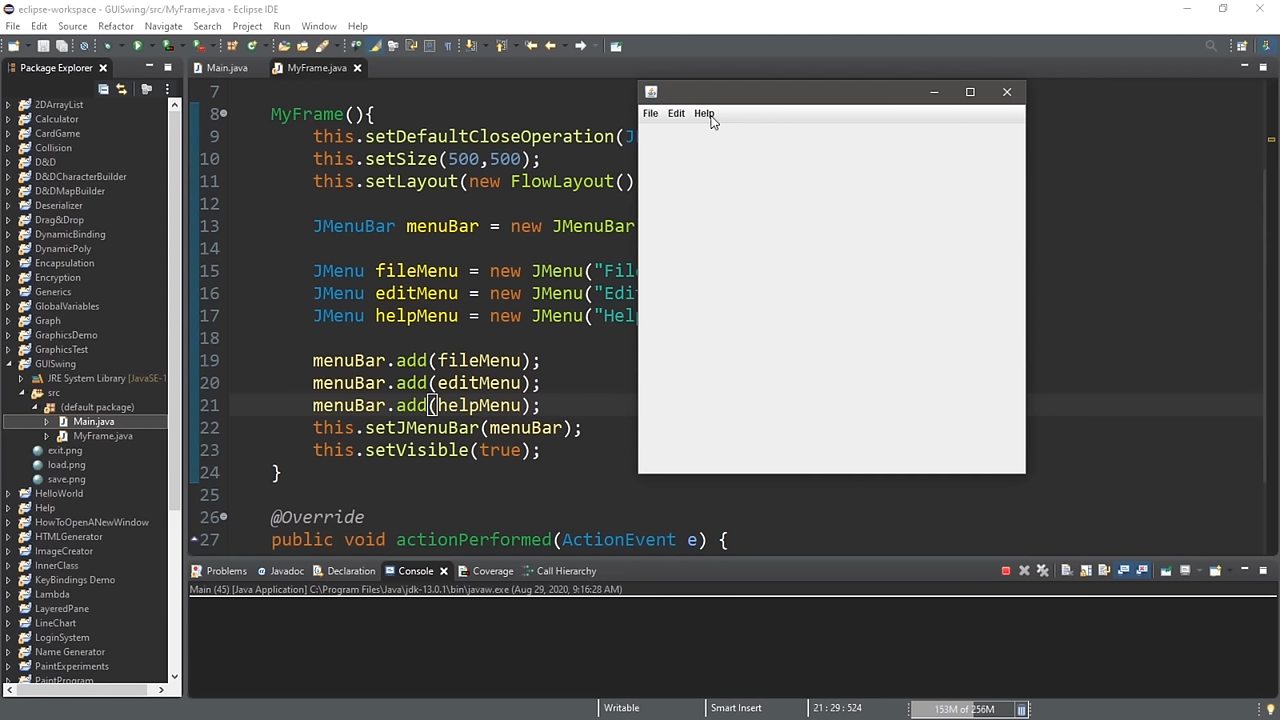 eclipse-workspace - GUISwing/src/MyFrame.java - Eclipse IDE
File Edit Source Refactor Navigate Search Project Run Window Help
Package Explorer
2DArrayList
Calculator
CardGame
Collision
D&D
D&DCharacterBuilder
D&DMapBuilder
Deserializer
Drag&Drop
DynamicBinding
DynamicPoly
Encapsulation
Encryption
Generics
GlobalVariables
Graph
GraphicsDemo
GraphicsTest
GUISwing
JRE System Library [JavaSE-1
src
(default package)
Main.java
MyFrame.java
exit.png
load.png
save.png
HelloWorld
Help
HowToOpenANewWindow
HTMLGenerator
ImageCreator
InnerClass
KeyBindings Demo
Lambda
LayeredPane
LineChart
LoginSystem
Name Generator
PaintExperiments
PaintProgram
Main.java MyFrame.java
7
8 MyFrame(){
9 this.setDefaultCloseOperation(J
10 this.setSize(500,500);
11 this.setLayout(new FlowLayout()
12
13 JMenuBar menuBar = new JMenuBar
14
15 JMenu fileMenu = new JMenu("Fil
16 JMenu editMenu = new JMenu("Edi
17 JMenu helpMenu = new JMenu("Hel
18
19 menuBar.add(fileMenu);
20 menuBar.add(editMenu);
21 menuBar.add(helpMenu);
22 this.setJMenuBar(menuBar);
23 this.setVisible(true);
24 }
25
26 @Override
27 public void actionPerformed(ActionEvent e) {
File Edit Help
Problems Javadoc Declaration Console Coverage Call Hierarchy
Main (45) [Java Application] C:\Program Files\Java\jdk-13.0.1\bin\javaw.exe (Aug 29, 2020, 9:16:28 AM)
Writable Smart Insert 21 : 29 : 524 153M of 256M